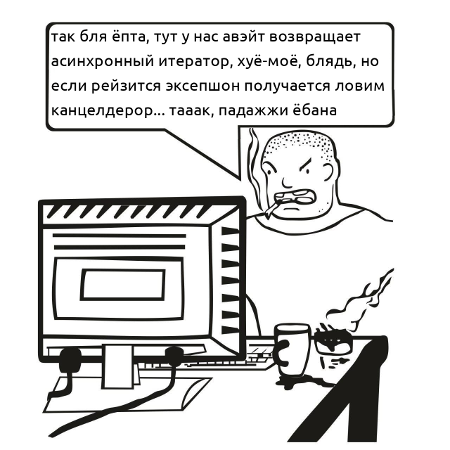 так бля ёпта, тут у нас авэйт возвращает
асинхронный итератор, хуё-моё, блядь, но
если рейзится эксепшон получается ловим
канцелдерор... тааак, падажжи ёбана